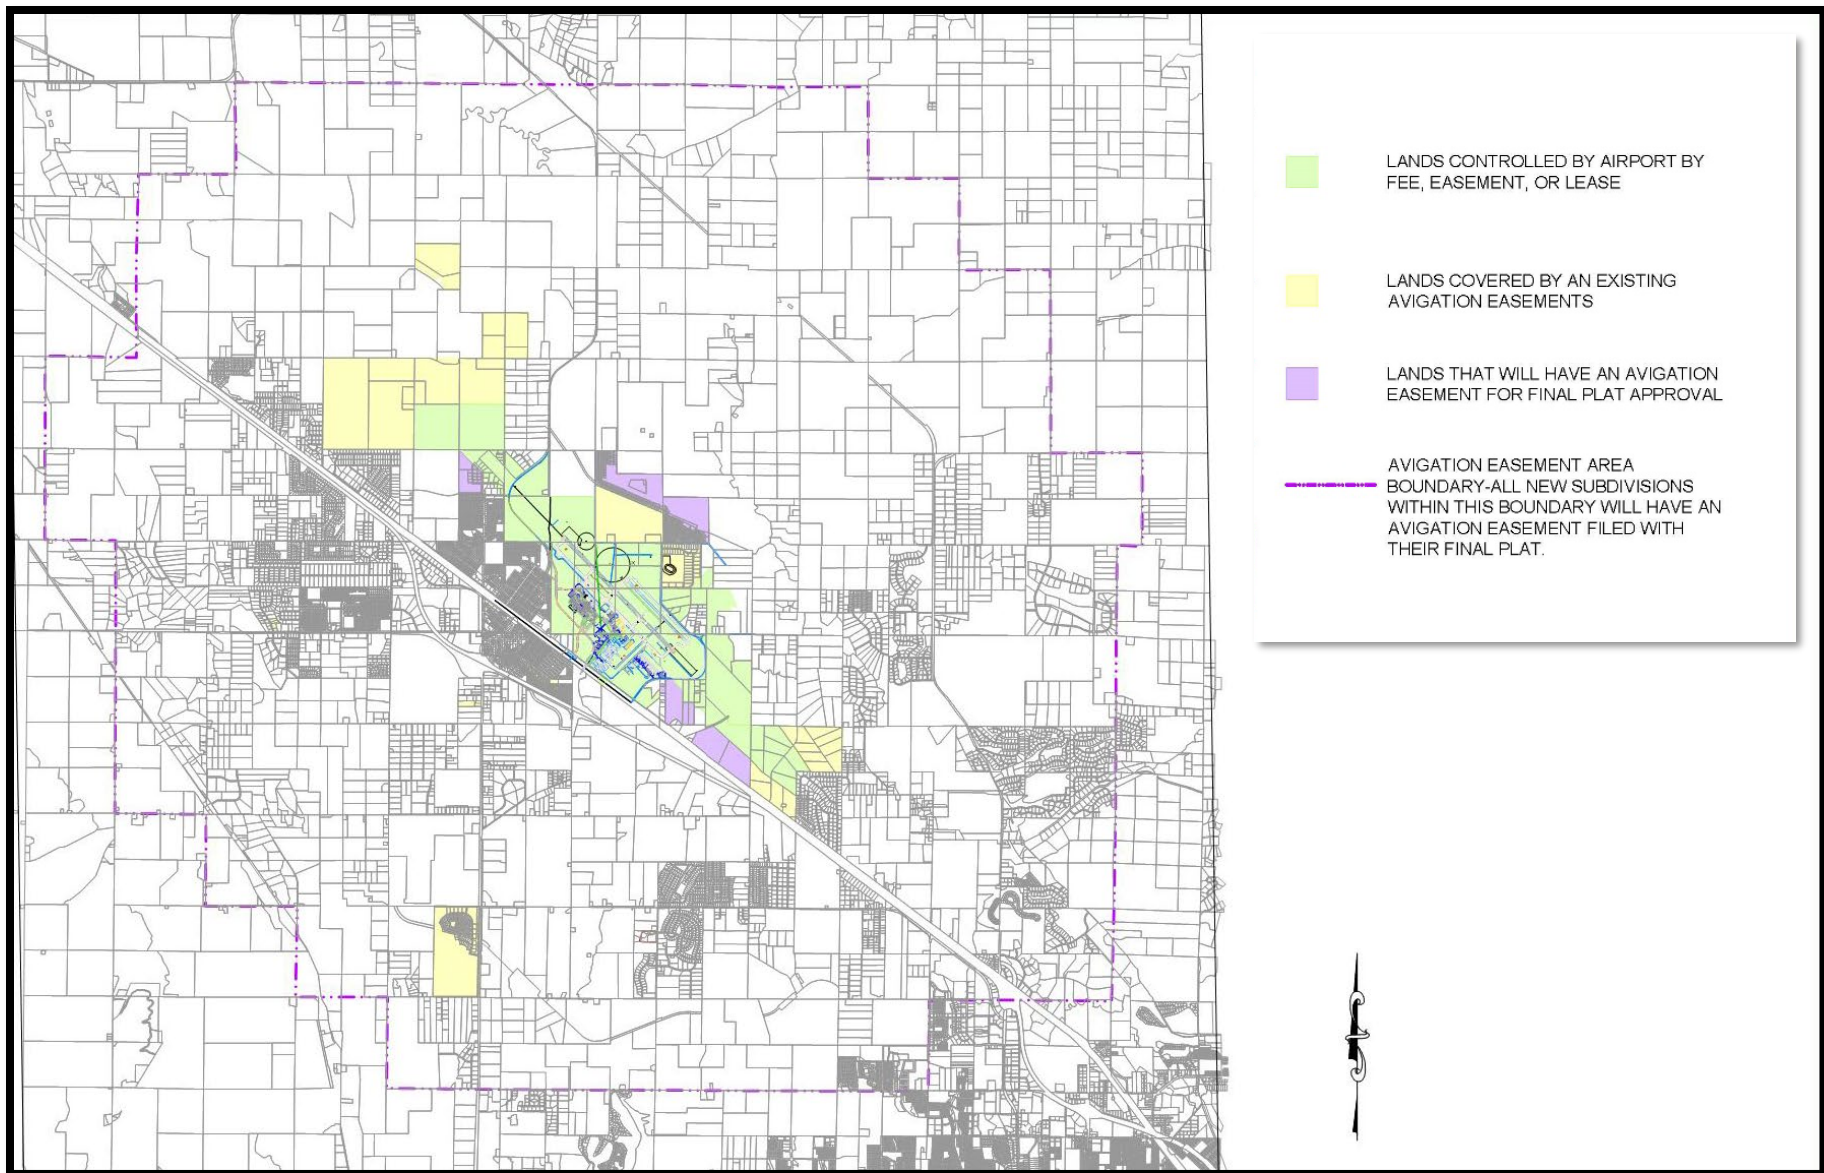 LANDS CONTROLLED BY AIRPORT BY
FEE, EASEMENT, OR LEASE
LANDS COVERED BY AN EXISTING
AVIGATION EASEMENTS
LANDS THAT WILL HAVE AN AVIGATION
EASEMENT FOR FINAL PLAT APPROVAL
AVIGATION EASEMENT AREA
BOUNDARY-ALL NEW SUBDIVISIONS
WITHIN THIS BOUNDARY WILL HAVE AN
AVIGATION EASEMENT FILED WITH
THEIR FINAL PLAT.